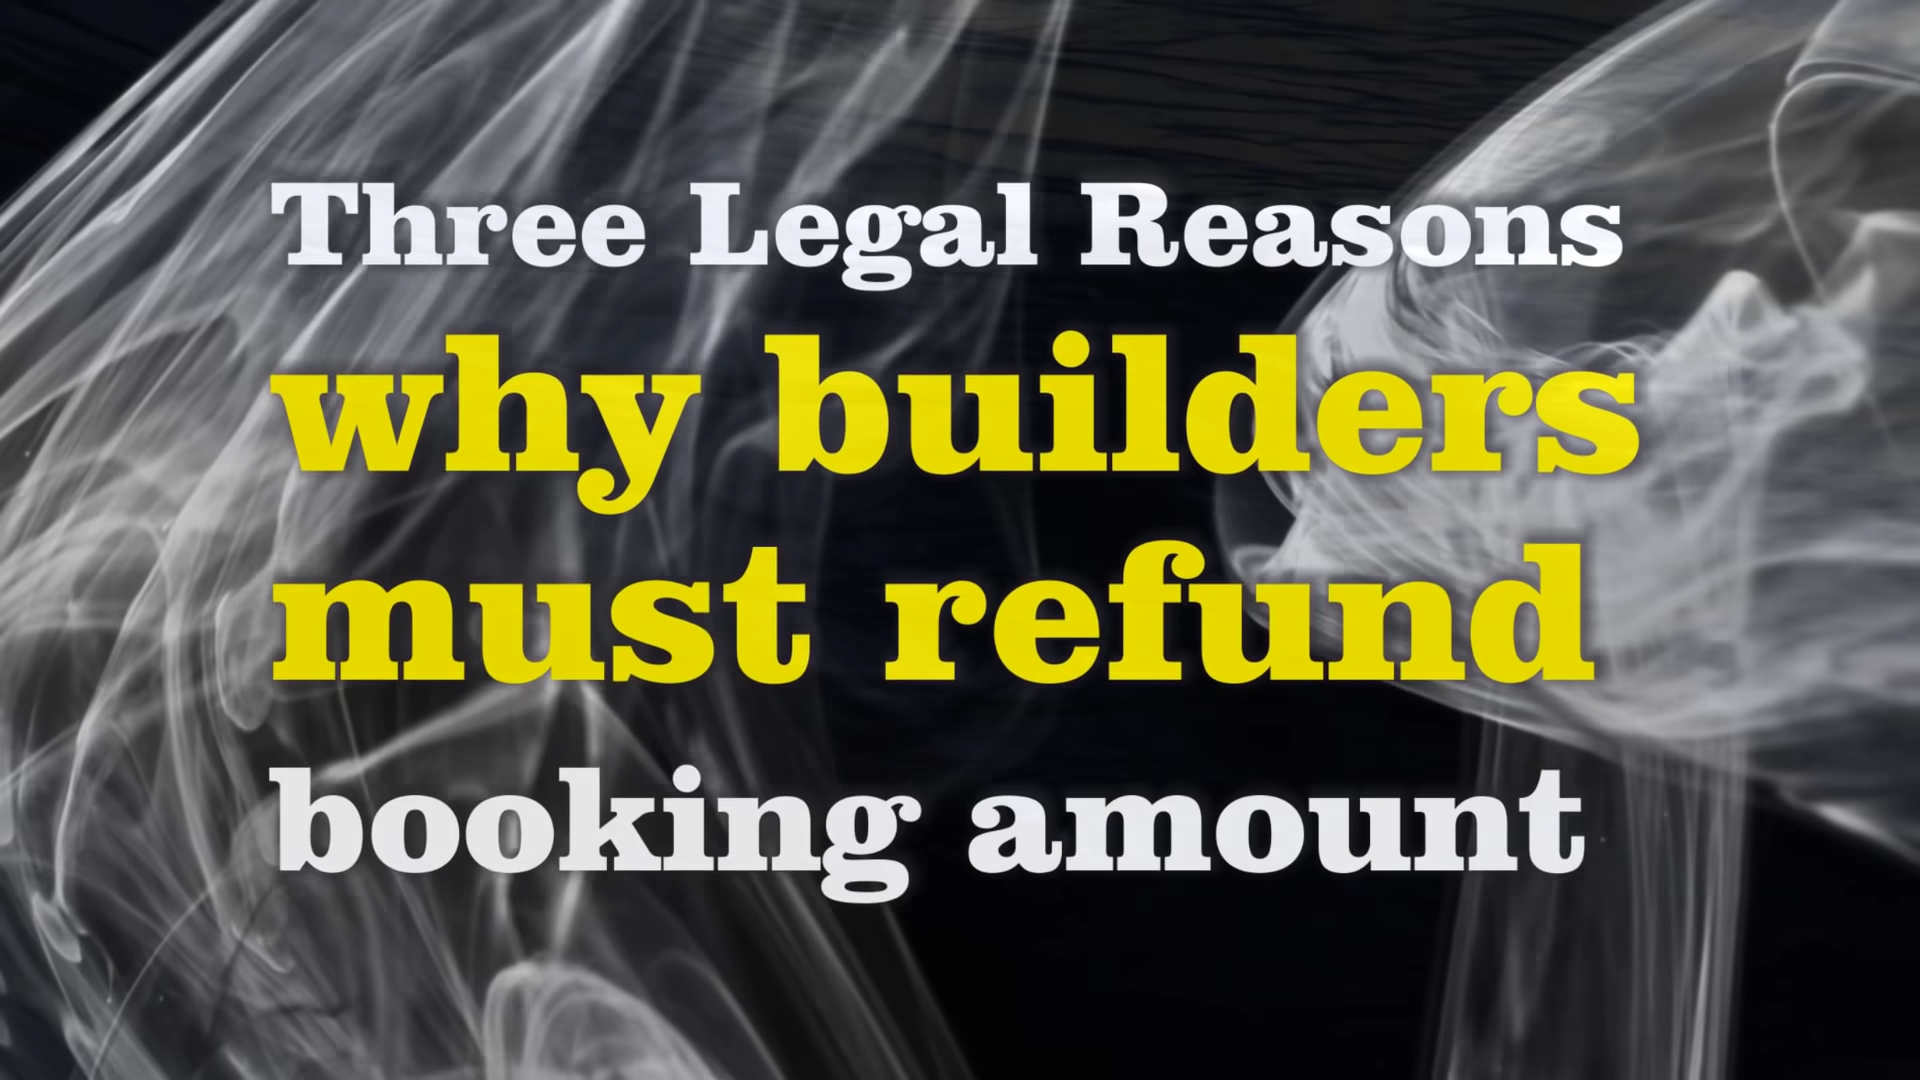 Three Legal Reasons
why builders
must refund
booking amount